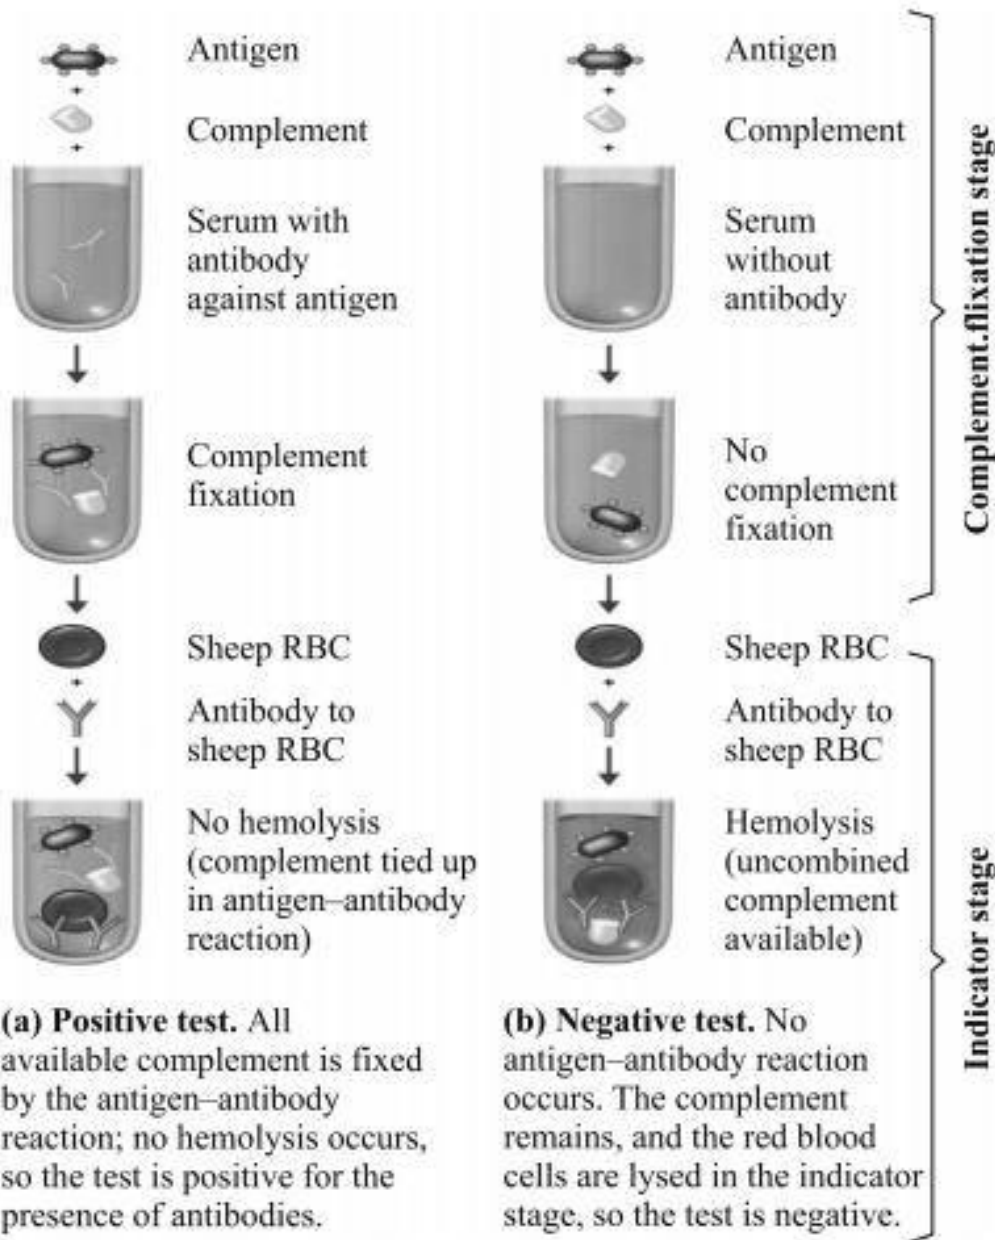 Antigen
+
Complement
+
Serum with
antibody
against antigen
Complement
fixation
Sheep RBC
+
Antibody to
sheep RBC
No hemolysis
(complement tied up
in antigen–antibody
reaction)
(a) Positive test. All
available complement is fixed
by the antigen–antibody
reaction; no hemolysis occurs,
so the test is positive for the
presence of antibodies.
Antigen
+
Complement
+
Serum
without
antibody
No
complement
fixation
Sheep RBC
+
Antibody to
sheep RBC
Hemolysis
(uncombined
complement
available)
(b) Negative test. No
antigen–antibody reaction
occurs. The complement
remains, and the red blood
cells are lysed in the indicator
stage, so the test is negative.
Complement.flixation stage
Indicator stage